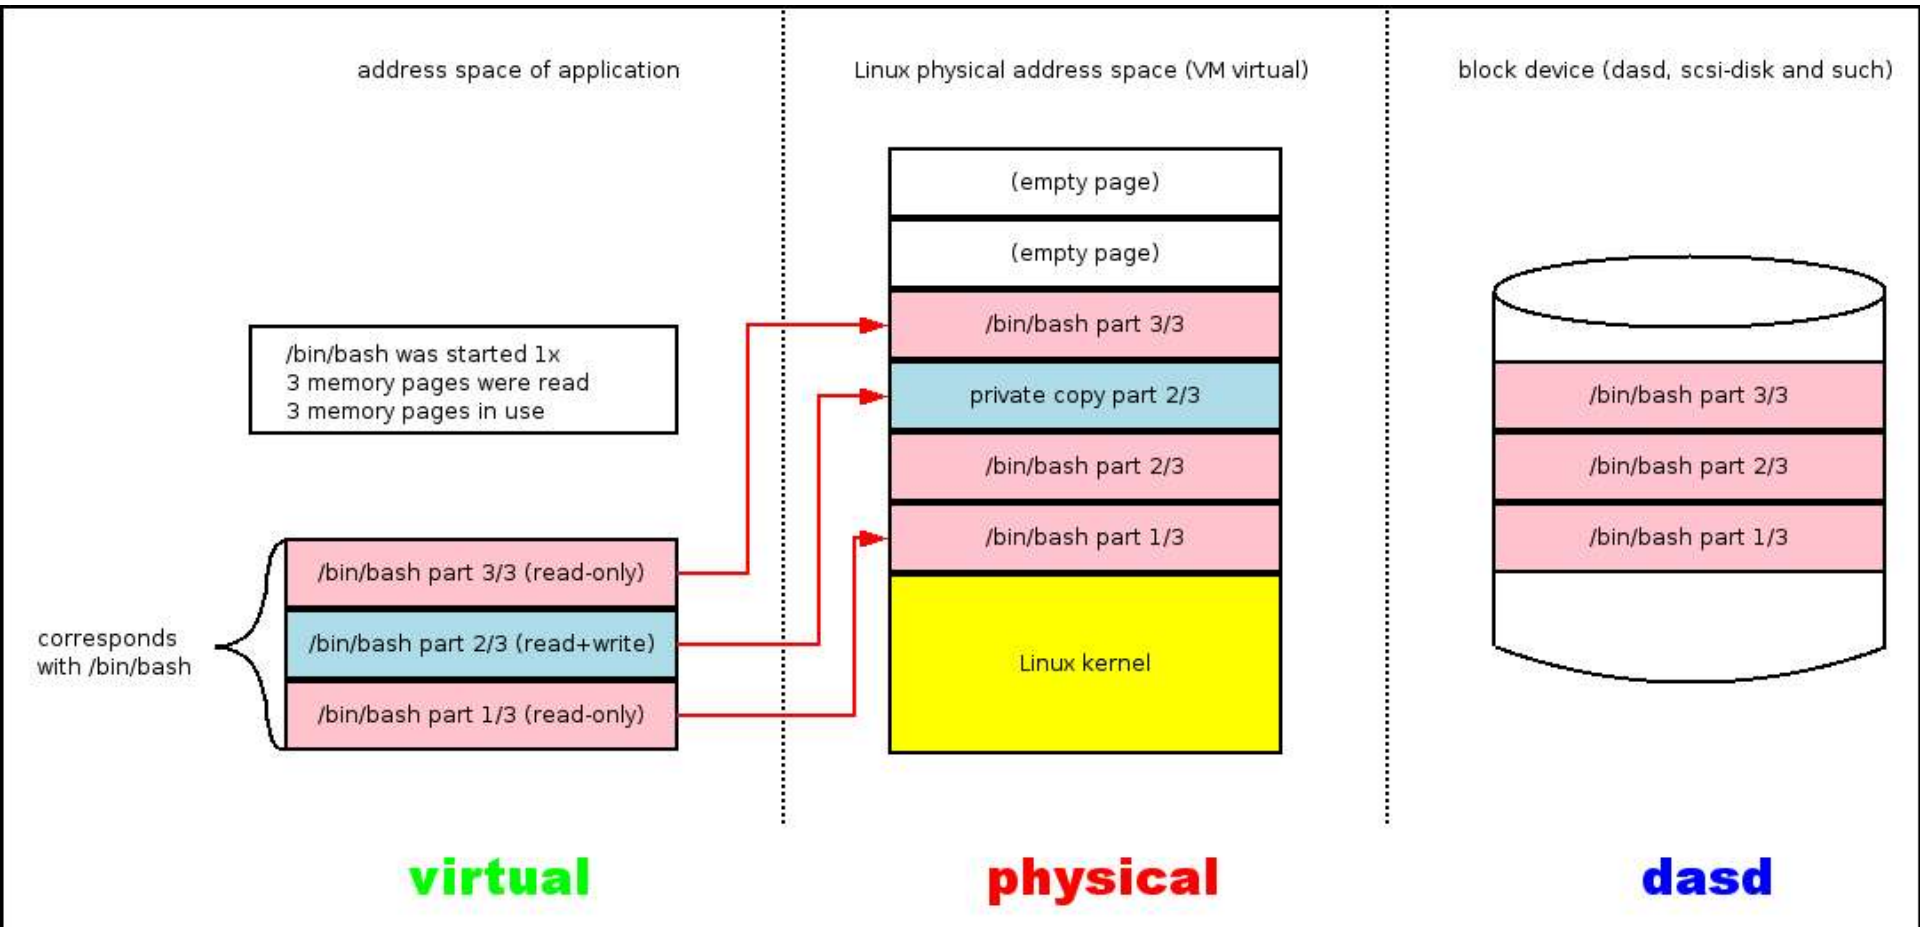 address space of application
Linux physical address space (VM virtual)
block device (dasd, scsi-disk and such)
/bin/bash was started 1x
3 memory pages were read
3 memory pages in use
corresponds
with /bin/bash
/bin/bash part 3/3 (read-only)
/bin/bash part 2/3 (read+write)
/bin/bash part 1/3 (read-only)
(empty page)
(empty page)
/bin/bash part 3/3
private copy part 2/3
/bin/bash part 2/3
/bin/bash part 1/3
Linux kernel
/bin/bash part 3/3
/bin/bash part 2/3
/bin/bash part 1/3
virtual
physical
dasd